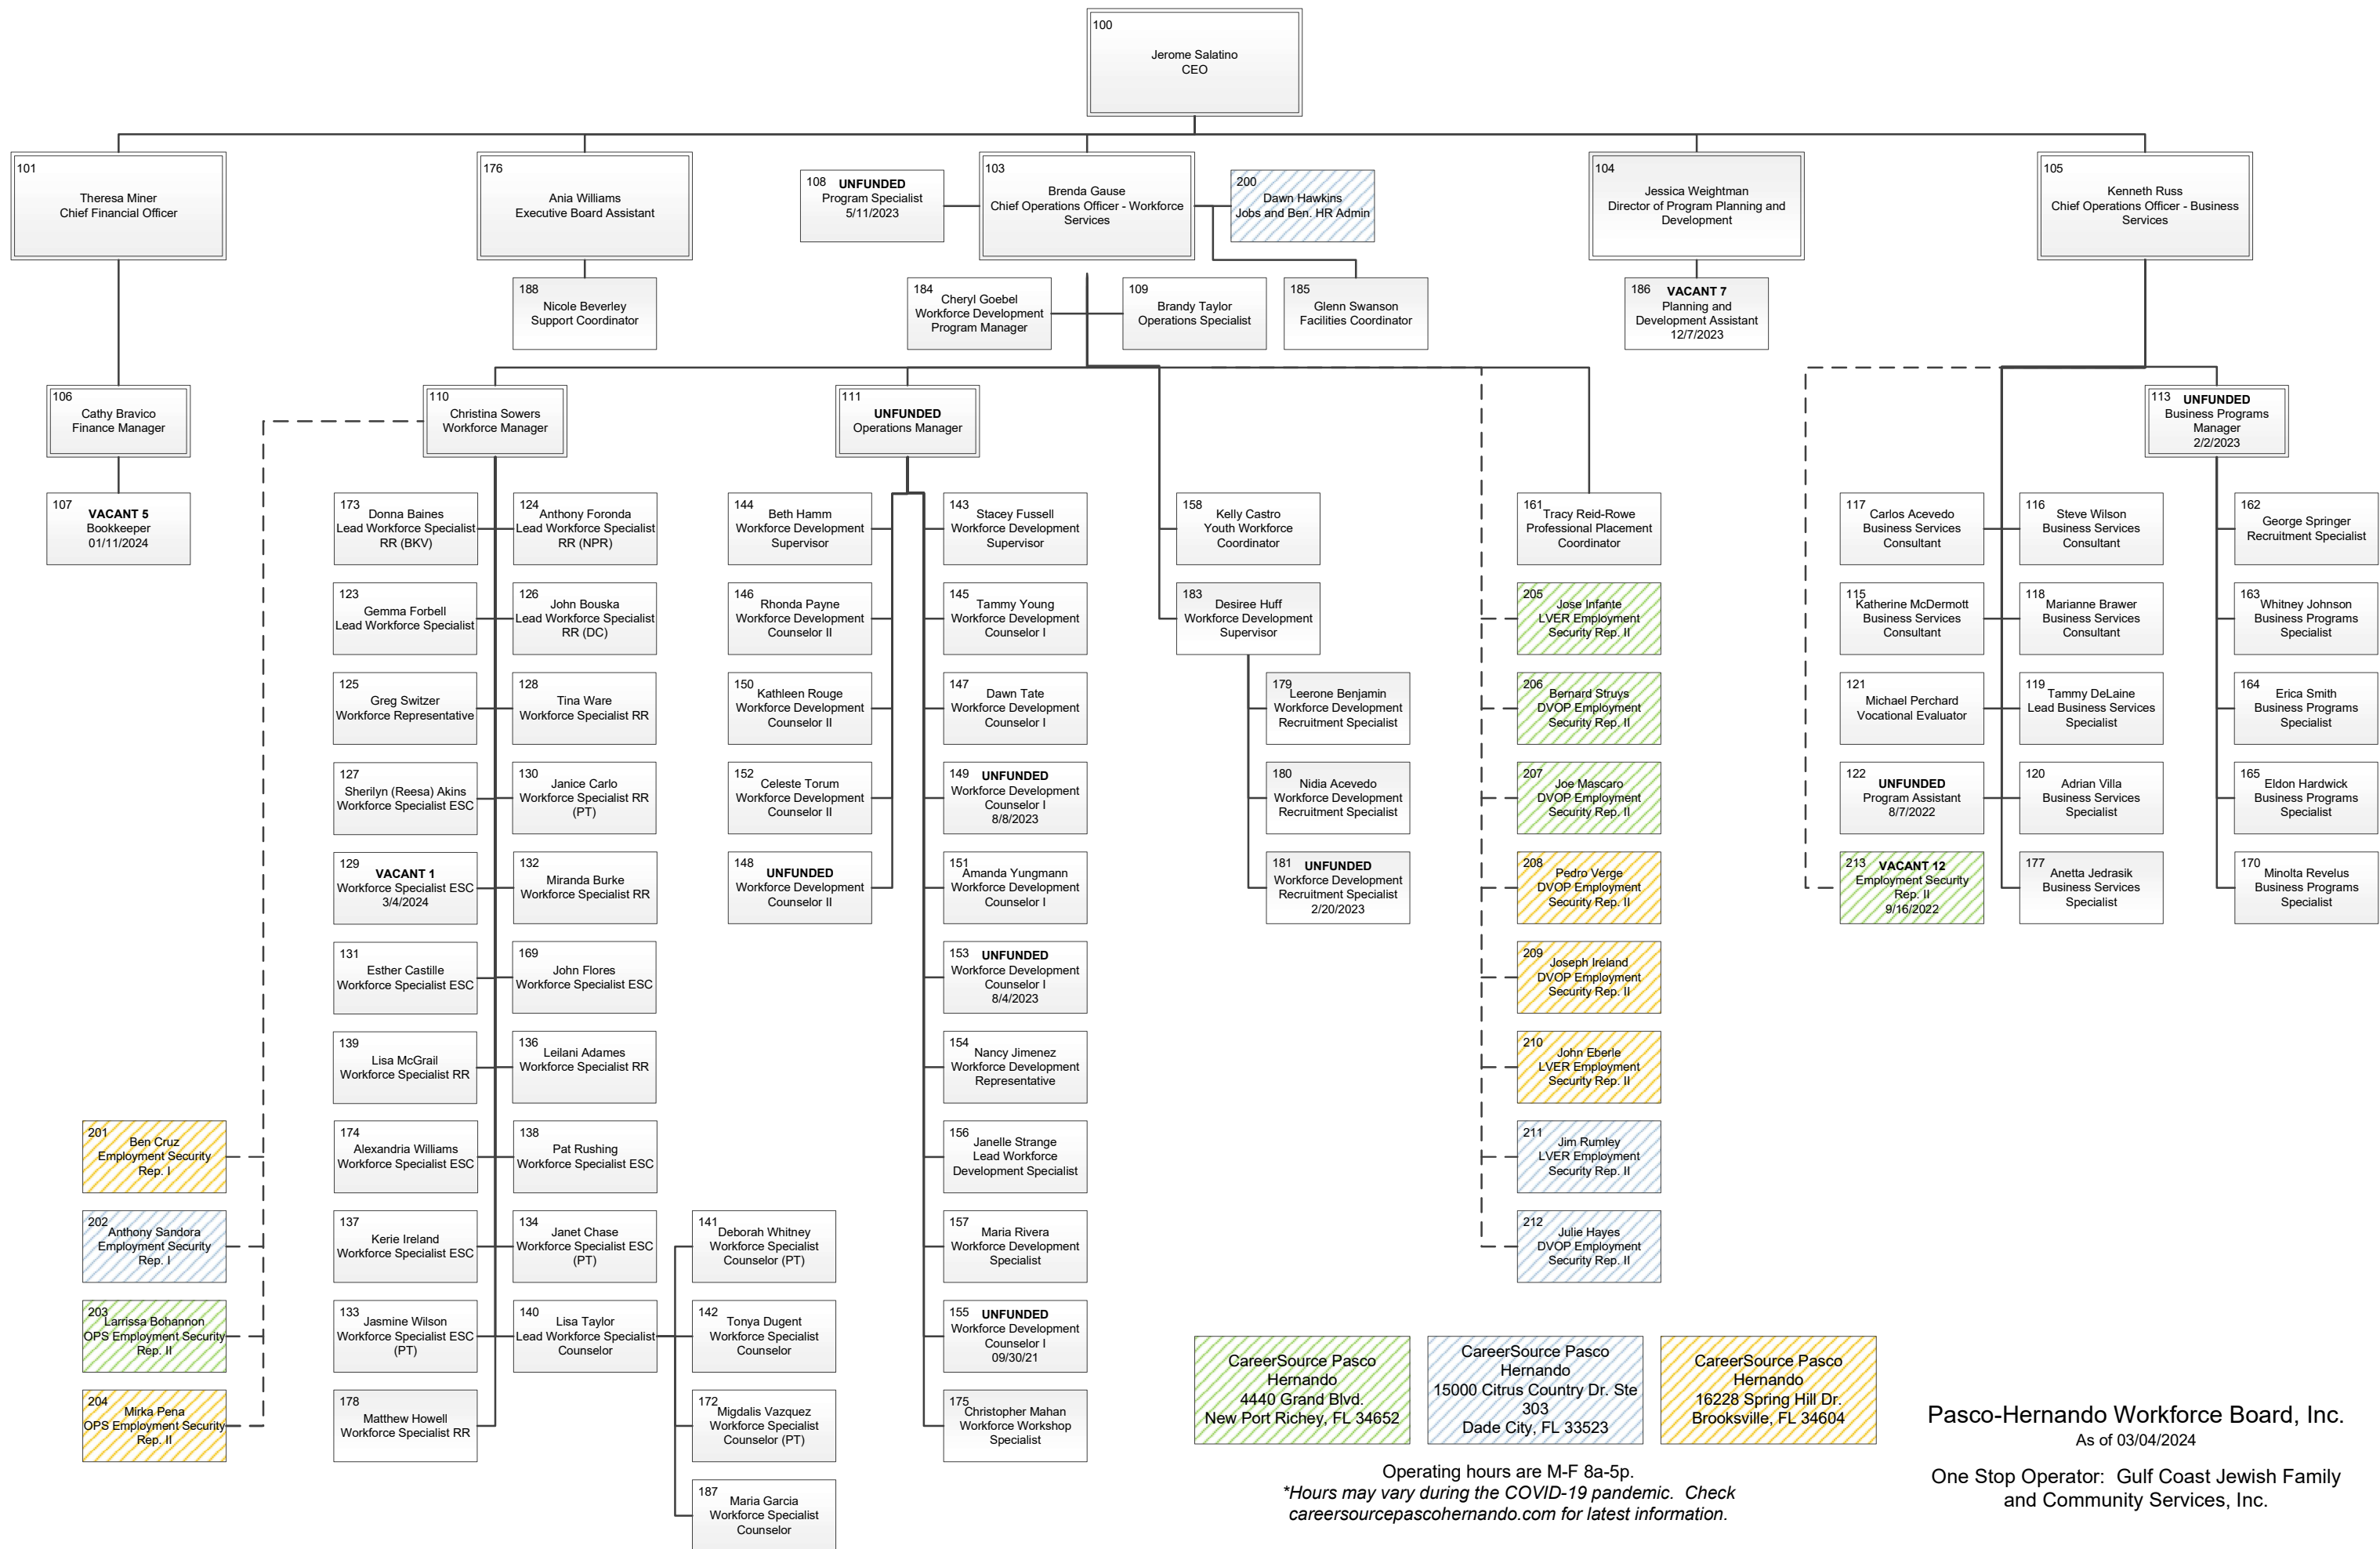 100
Jerome Salatino
CEO
101
Theresa Miner
Chief Financial Officer
176
Ania Williams
Executive Board Assistant
108 UNFUNDED
Program Specialist
5/11/2023
103
Brenda Gause
Chief Operations Officer - Workforce
Services
200
Dawn Hawkins
Jobs and Ben. HR Admin
104
Jessica Weightman
Director of Program Planning and
Development
105
Kenneth Russ
Chief Operations Officer - Business
Services
188
Nicole Beverley
Support Coordinator
184
Cheryl Goebel
Workforce Development
Program Manager
109
Brandy Taylor
Operations Specialist
185
Glenn Swanson
Facilities Coordinator
186 VACANT 7
Planning and
Development Assistant
12/7/2023
106
Cathy Bravico
Finance Manager
110
Christina Sowers
Workforce Manager
111
UNFUNDED
Operations Manager
113 UNFUNDED
Business Programs
Manager
2/2/2023
107
VACANT 5
Bookkeeper
01/11/2024
173
Donna Baines
Lead Workforce Specialist
RR (BKV)
124
Anthony Foronda
Lead Workforce Specialist
RR (NPR)
144
Beth Hamm
Workforce Development
Supervisor
143
Stacey Fussell
Workforce Development
Supervisor
158
Kelly Castro
Youth Workforce
Coordinator
161
Tracy Reid-Rowe
Professional Placement
Coordinator
117
Carlos Acevedo
Business Services
Consultant
116
Steve Wilson
Business Services
Consultant
162
George Springer
Recruitment Specialist
123
Gemma Forbell
Lead Workforce Specialist
126
John Bouska
Lead Workforce Specialist
RR (DC)
146
Rhonda Payne
Workforce Development
Counselor II
145
Tammy Young
Workforce Development
Counselor I
183
Desiree Huff
Workforce Development
Supervisor
205
Jose Infante
LVER Employment
Security Rep. II
115
Katherine McDermott
Business Services
Consultant
118
Marianne Brawer
Business Services
Consultant
163
Whitney Johnson
Business Programs
Specialist
125
Greg Switzer
Workforce Representative
128
Tina Ware
Workforce Specialist RR
150
Kathleen Rouge
Workforce Development
Counselor II
147
Dawn Tate
Workforce Development
Counselor I
179
Leerone Benjamin
Workforce Development
Recruitment Specialist
206
Bernard Struys
DVOP Employment
Security Rep. II
121
Michael Perchard
Vocational Evaluator
119
Tammy DeLaine
Lead Business Services
Specialist
164
Erica Smith
Business Programs
Specialist
127
Sherilyn (Reesa) Akins
Workforce Specialist ESC
130
Janice Carlo
Workforce Specialist RR
(PT)
152
Celeste Torum
Workforce Development
Counselor II
149 UNFUNDED
Workforce Development
Counselor I
8/8/2023
180
Nidia Acevedo
Workforce Development
Recruitment Specialist
207
Joe Mascaro
DVOP Employment
Security Rep. II
122
UNFUNDED
Program Assistant
8/7/2022
120
Adrian Villa
Business Services
Specialist
165
Eldon Hardwick
Business Programs
Specialist
129
VACANT 1
Workforce Specialist ESC
3/4/2024
132
Miranda Burke
Workforce Specialist RR
148
UNFUNDED
Workforce Development
Counselor II
151
Amanda Yungmann
Workforce Development
Counselor I
181 UNFUNDED
Workforce Development
Recruitment Specialist
2/20/2023
208
Pedro Verge
DVOP Employment
Security Rep. II
213 VACANT 12
Employment Security
Rep. II
9/16/2022
177
Anetta Jedrasik
Business Services
Specialist
170
Minolta Revelus
Business Programs
Specialist
131
Esther Castille
Workforce Specialist ESC
169
John Flores
Workforce Specialist ESC
153 UNFUNDED
Workforce Development
Counselor I
8/4/2023
209
Joseph Ireland
DVOP Employment
Security Rep. II
139
Lisa McGrail
Workforce Specialist RR
136
Leilani Adames
Workforce Specialist RR
154
Nancy Jimenez
Workforce Development
Representative
210
John Eberle
LVER Employment
Security Rep. II
201
Ben Cruz
Employment Security
Rep. I
174
Alexandria Williams
Workforce Specialist ESC
138
Pat Rushing
Workforce Specialist ESC
156
Janelle Strange
Lead Workforce
Development Specialist
211
Jim Rumley
LVER Employment
Security Rep. II
202
Anthony Sandora
Employment Security
Rep. I
137
Kerie Ireland
Workforce Specialist ESC
134
Janet Chase
Workforce Specialist ESC
(PT)
141
Deborah Whitney
Workforce Specialist
Counselor (PT)
157
Maria Rivera
Workforce Development
Specialist
212
Julie Hayes
DVOP Employment
Security Rep. II
203
Larrissa Bohannon
OPS Employment Security
Rep. II
133
Jasmine Wilson
Workforce Specialist ESC
(PT)
140
Lisa Taylor
Lead Workforce Specialist
Counselor
142
Tonya Dugent
Workforce Specialist
Counselor
155 UNFUNDED
Workforce Development
Counselor I
09/30/21
204
Mirka Pena
OPS Employment Security
Rep. II
178
Matthew Howell
Workforce Specialist RR
172
Migdalis Vazquez
Workforce Specialist
Counselor (PT)
175
Christopher Mahan
Workforce Workshop
Specialist
187
Maria Garcia
Workforce Specialist
Counselor
CareerSource Pasco
Hernando
4440 Grand Blvd.
New Port Richey, FL 34652
CareerSource Pasco
Hernando
15000 Citrus Country Dr. Ste
303
Dade City, FL 33523
CareerSource Pasco
Hernando
16228 Spring Hill Dr.
Brooksville, FL 34604
Operating hours are M-F 8a-5p.
*Hours may vary during the COVID-19 pandemic. Check
careersourcepascohernando.com for latest information.
Pasco-Hernando Workforce Board, Inc.
As of 03/04/2024
One Stop Operator: Gulf Coast Jewish Family
and Community Services, Inc.